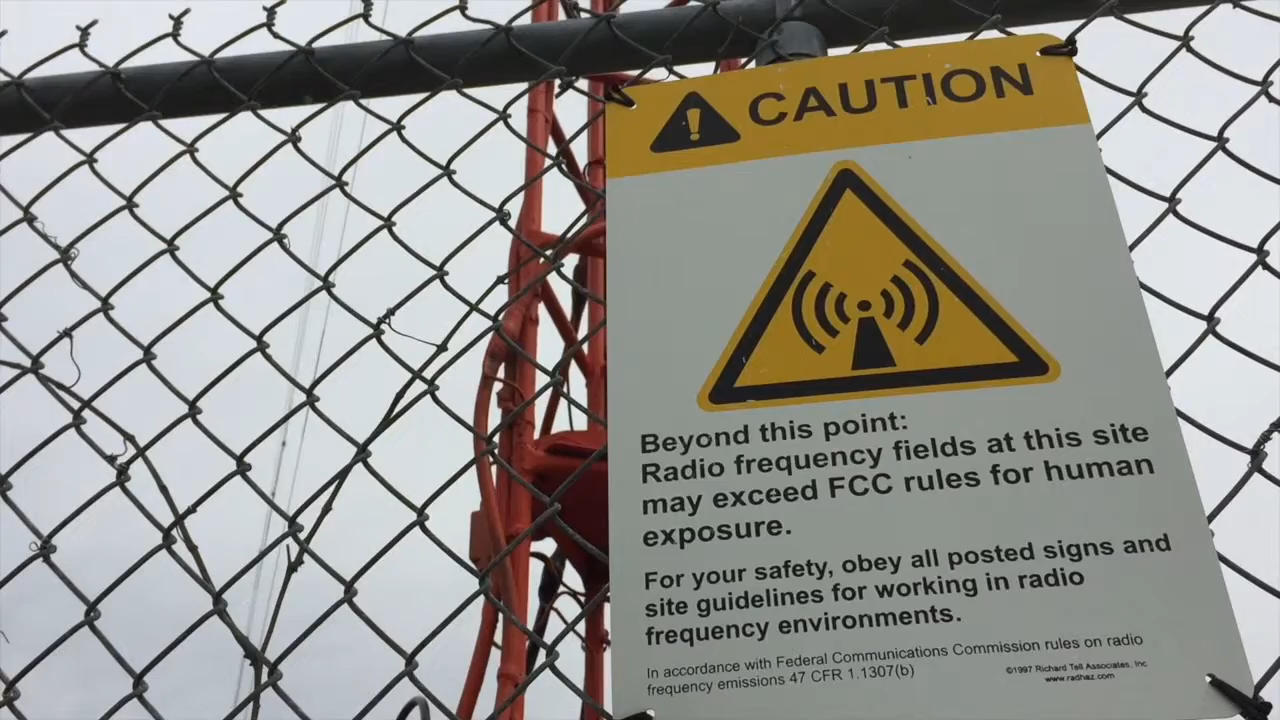 CAUTION
Beyond this point:
Radio frequency fields at this site
may exceed FCC rules for human
exposure.
For your safety, obey all posted signs and
site guidelines for working in radio
frequency environments.
In accordance with Federal Communications Commission rules on radio
frequency emissions 47 CFR 1.1307(b)
©1997 Richard Tell Associates, Inc
www.radhaz.com